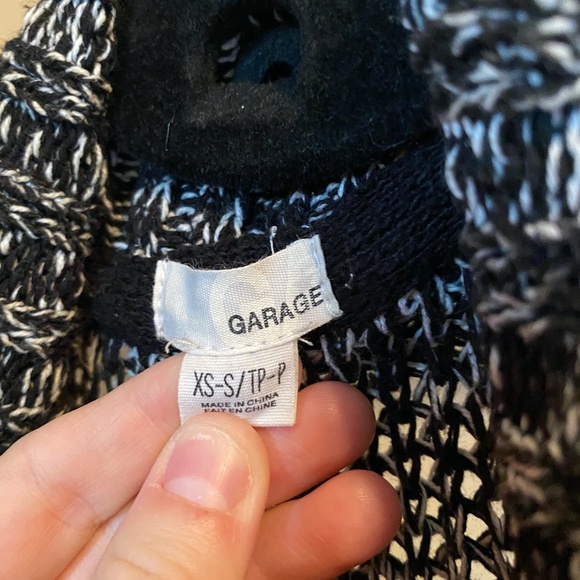 GARAGE
XS-S/TP-P
MADE IN CHINA
FAIT EN CHINE